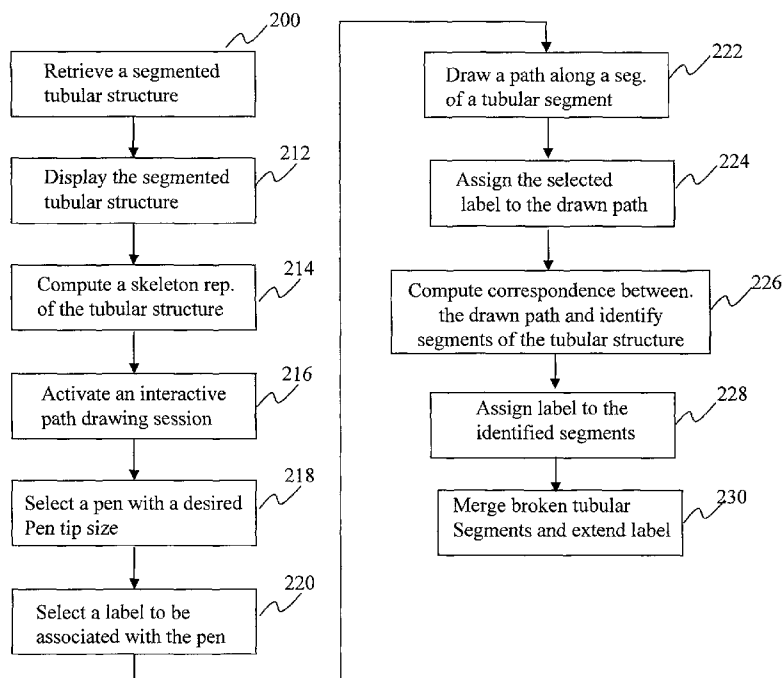 200
Retrieve a segmented
tubular structure
212
Display the segmented
tubular structure
214
Compute a skeleton rep.
of the tubular structure
216
Activate an interactive
path drawing session
218
Select a pen with a desired
Pen tip size
220
Select a label to be
associated with the pen
222
Draw a path along a seg.
of a tubular segment
224
Assign the selected
label to the drawn path
226
Compute correspondence between.
the drawn path and identify
segments of the tubular structure
228
Assign label to the
identified segments
230
Merge broken tubular
Segments and extend label